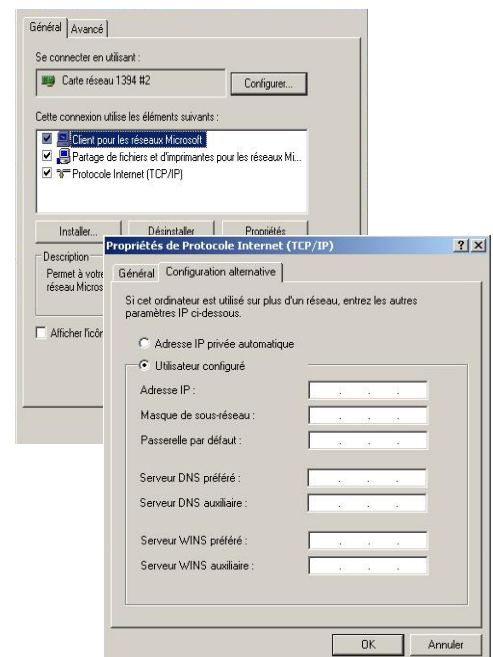 Général
Avancé
Se connecter en utilisant :
Carte réseau 1394 #2
Configurer...
Cette connexion utilise les éléments suivants :
Client pour les réseaux Microsoft
Partage de fichiers et d'imprimantes pour les réseaux Mi...
Protocole Internet (TCP/IP)
Installer...
Désinstaller
Propriétés
Description
Permet à votre
réseau Micros
Afficher l'icôn
Propriétés de Protocole Internet (TCP/IP)
Général
Configuration alternative
Si cet ordinateur est utilisé sur plus d'un réseau, entrez les autres
paramètres IP ci-dessous.
Adresse IP privée automatique
Utilisateur configuré
Adresse IP :
Masque de sous-réseau :
Passerelle par défaut :
Serveur DNS préféré :
Serveur DNS auxiliaire :
Serveur WINS préféré :
Serveur WINS auxiliaire :
OK
Annuler